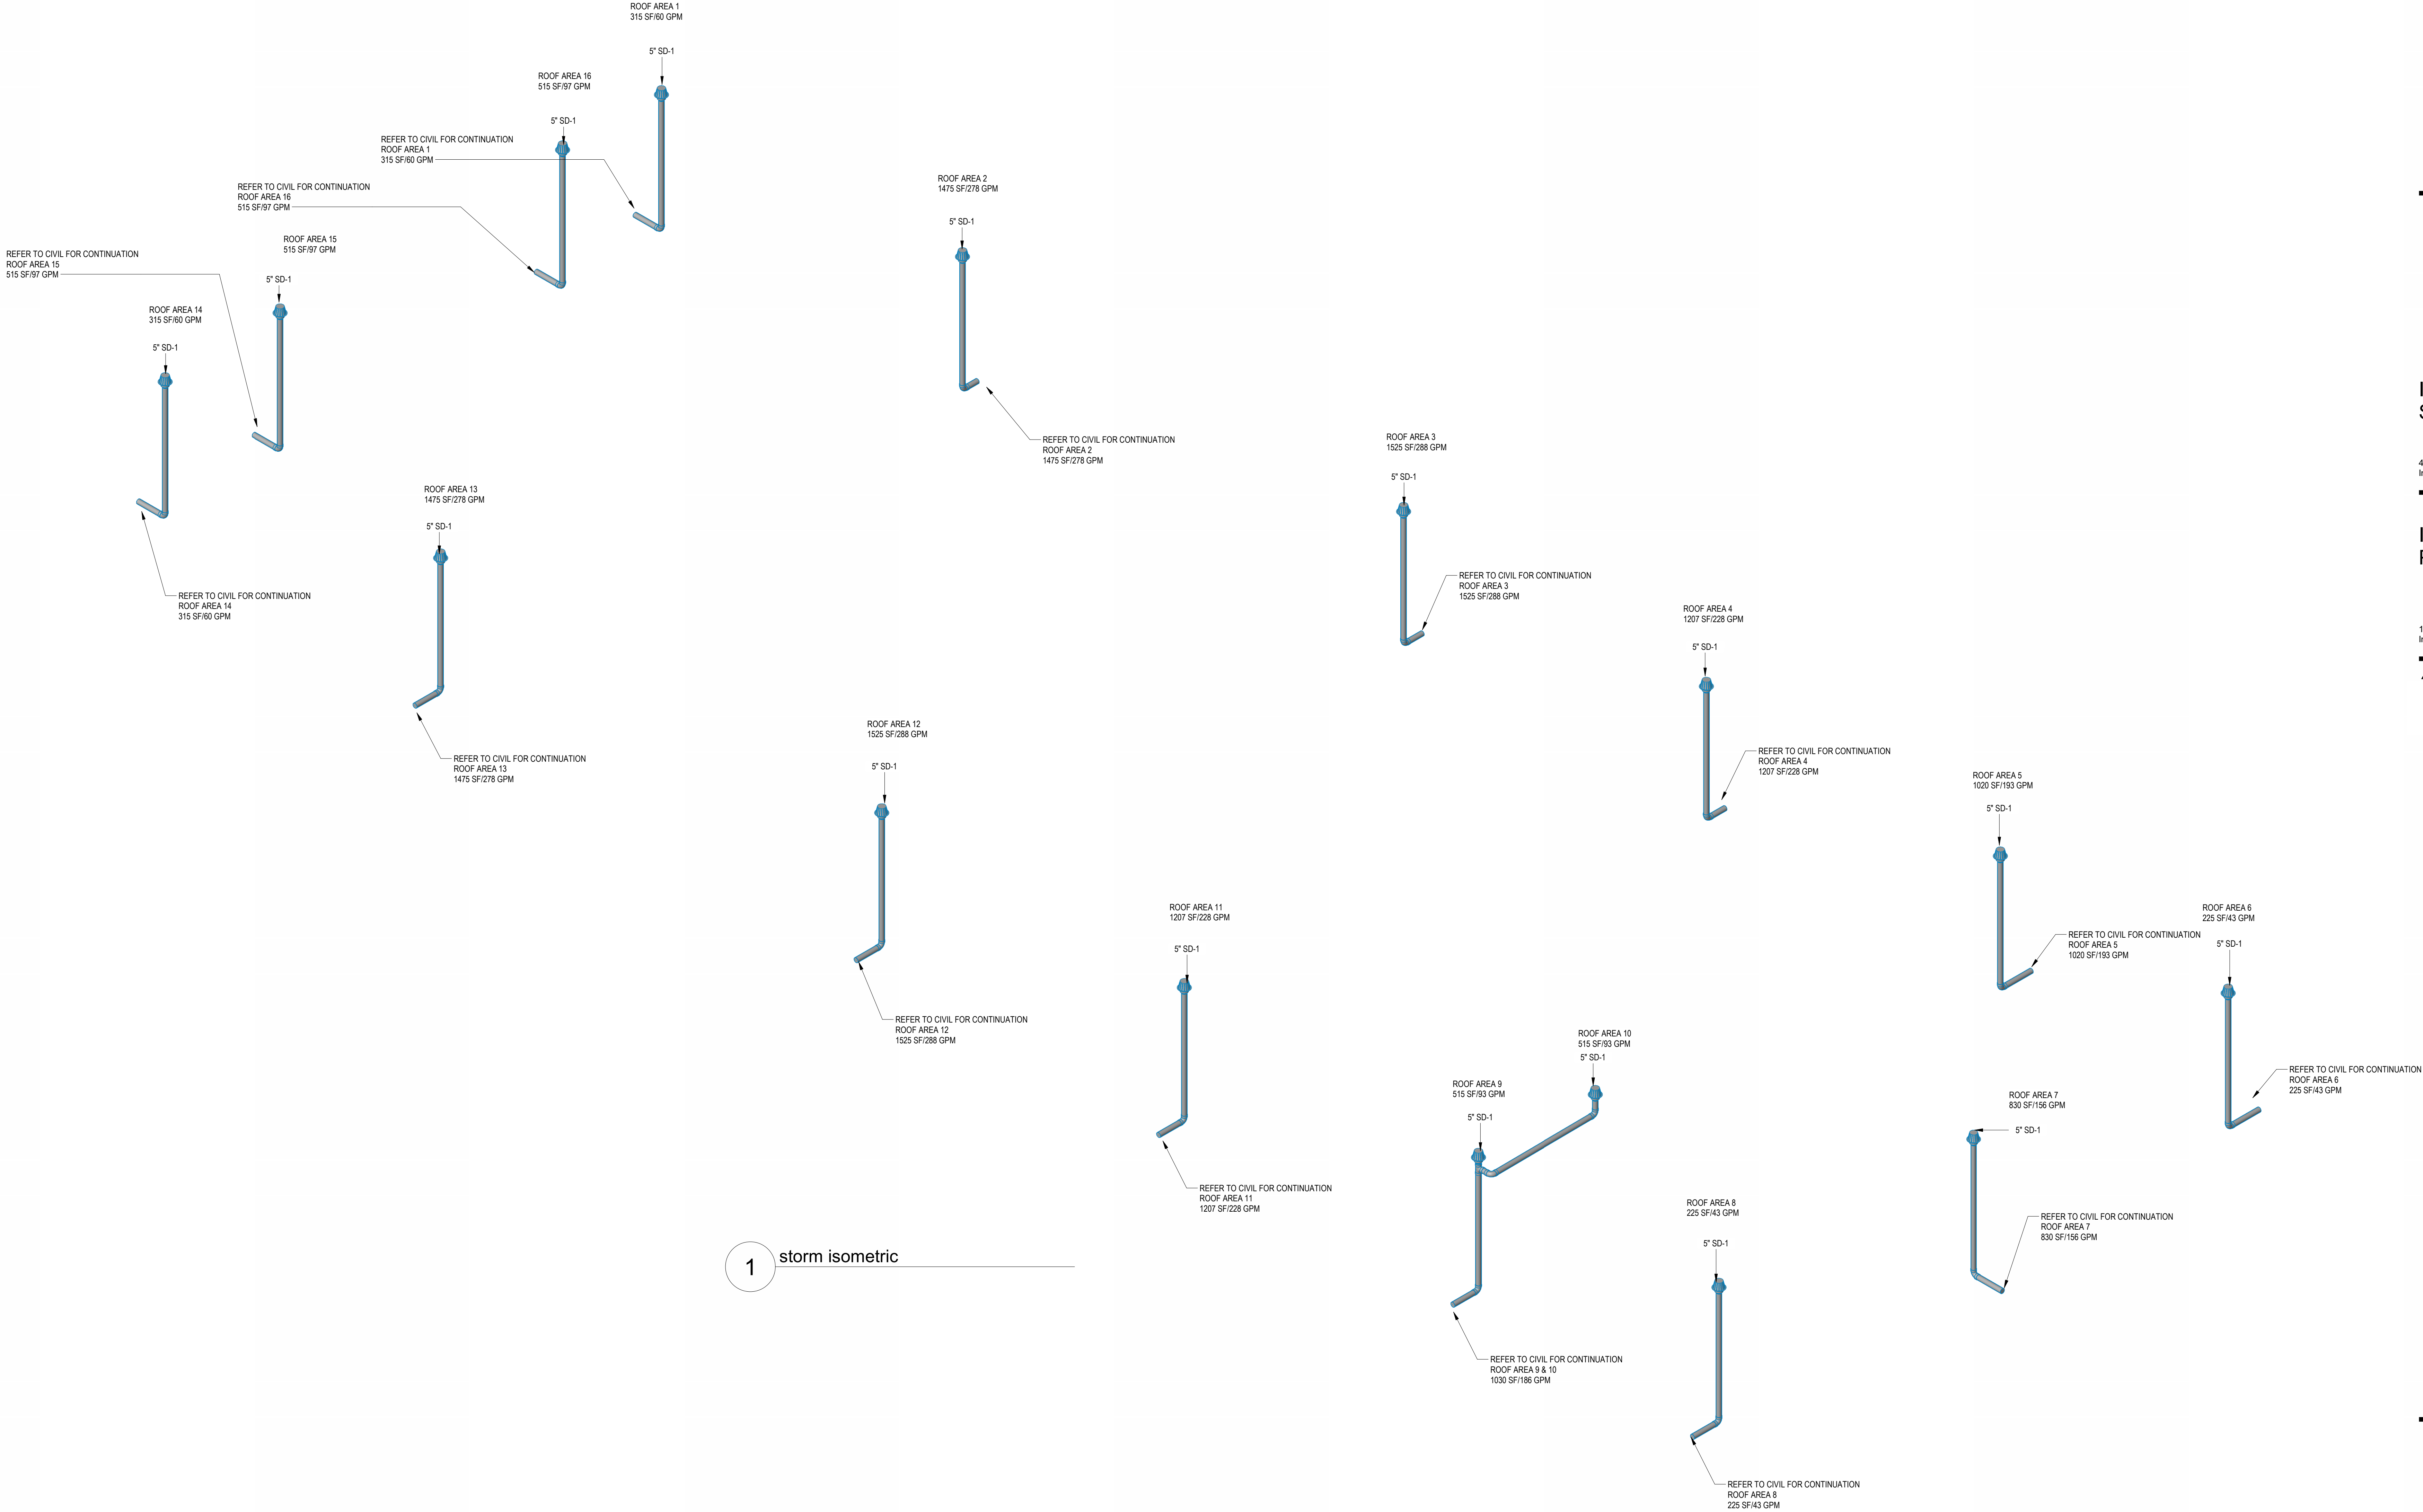 ROOF AREA 1
315 SF/60 GPM
5" SD-1
ROOF AREA 16
515 SF/97 GPM
5" SD-1
REFER TO CIVIL FOR CONTINUATION
ROOF AREA 1
315 SF/60 GPM
REFER TO CIVIL FOR CONTINUATION
ROOF AREA 16
515 SF/97 GPM
ROOF AREA 2
1475 SF/278 GPM
5" SD-1
REFER TO CIVIL FOR CONTINUATION
ROOF AREA 15
515 SF/97 GPM
ROOF AREA 15
515 SF/97 GPM
5" SD-1
ROOF AREA 14
315 SF/60 GPM
5" SD-1
REFER TO CIVIL FOR CONTINUATION
ROOF AREA 2
1475 SF/278 GPM
ROOF AREA 3
1525 SF/288 GPM
5" SD-1
ROOF AREA 13
1475 SF/278 GPM
5" SD-1
REFER TO CIVIL FOR CONTINUATION
ROOF AREA 14
315 SF/60 GPM
REFER TO CIVIL FOR CONTINUATION
ROOF AREA 3
1525 SF/288 GPM
ROOF AREA 4
1207 SF/228 GPM
5" SD-1
REFER TO CIVIL FOR CONTINUATION
ROOF AREA 13
1475 SF/278 GPM
ROOF AREA 12
1525 SF/288 GPM
5" SD-1
REFER TO CIVIL FOR CONTINUATION
ROOF AREA 4
1207 SF/228 GPM
ROOF AREA 5
1020 SF/193 GPM
5" SD-1
ROOF AREA 11
1207 SF/228 GPM
5" SD-1
REFER TO CIVIL FOR CONTINUATION
ROOF AREA 5
1020 SF/193 GPM
ROOF AREA 6
225 SF/43 GPM
5" SD-1
REFER TO CIVIL FOR CONTINUATION
ROOF AREA 12
1525 SF/288 GPM
ROOF AREA 10
515 SF/93 GPM
5" SD-1
ROOF AREA 9
515 SF/93 GPM
5" SD-1
REFER TO CIVIL FOR CONTINUATION
ROOF AREA 6
225 SF/43 GPM
ROOF AREA 7
830 SF/156 GPM
5" SD-1
REFER TO CIVIL FOR CONTINUATION
ROOF AREA 11
1207 SF/228 GPM
ROOF AREA 8
225 SF/43 GPM
5" SD-1
REFER TO CIVIL FOR CONTINUATION
ROOF AREA 7
830 SF/156 GPM
1 storm isometric
REFER TO CIVIL FOR CONTINUATION
ROOF AREA 9 & 10
1030 SF/186 GPM
REFER TO CIVIL FOR CONTINUATION
ROOF AREA 8
225 SF/43 GPM